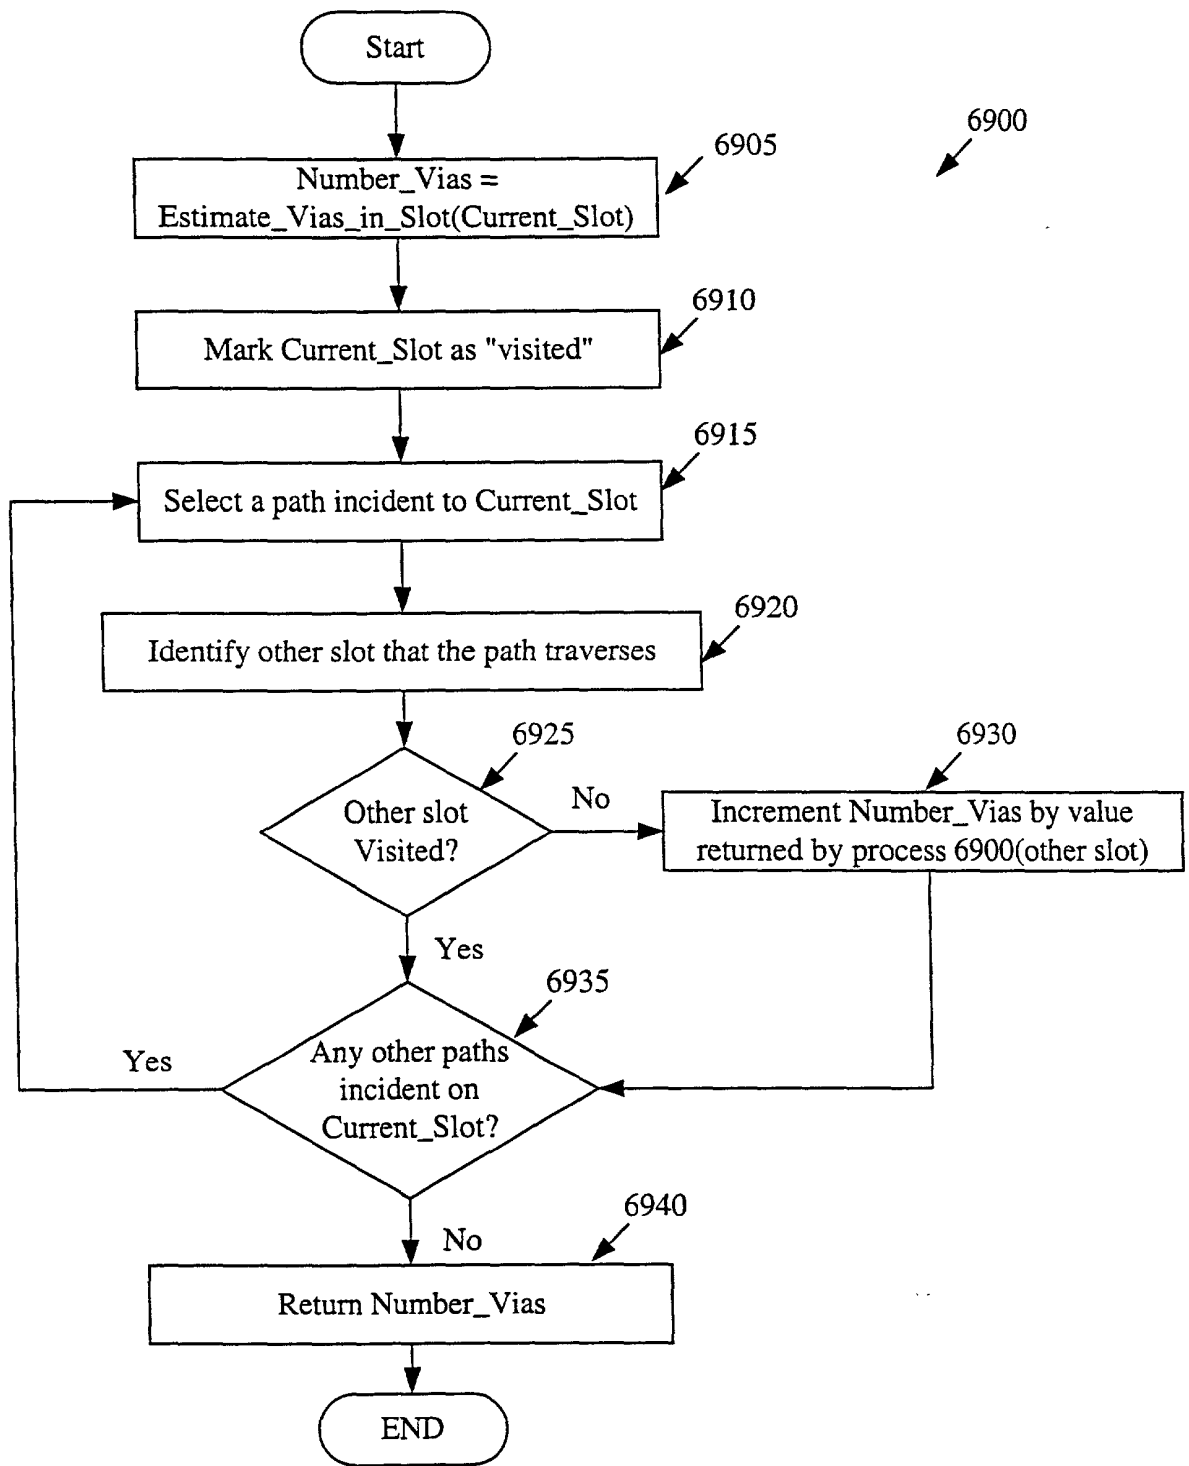 Start
6900
6905
Number_Vias =
Estimate_Vias_in_Slot(Current_Slot)
6910
Mark Current_Slot as "visited"
6915
Select a path incident to Current_Slot
6920
Identify other slot that the path traverses
6925
Other slot
Visited?
No
6930
Increment Number_Vias by value
returned by process 6900(other slot)
Yes
6935
Any other paths
incident on
Current_Slot?
Yes
No
6940
Return Number_Vias
END